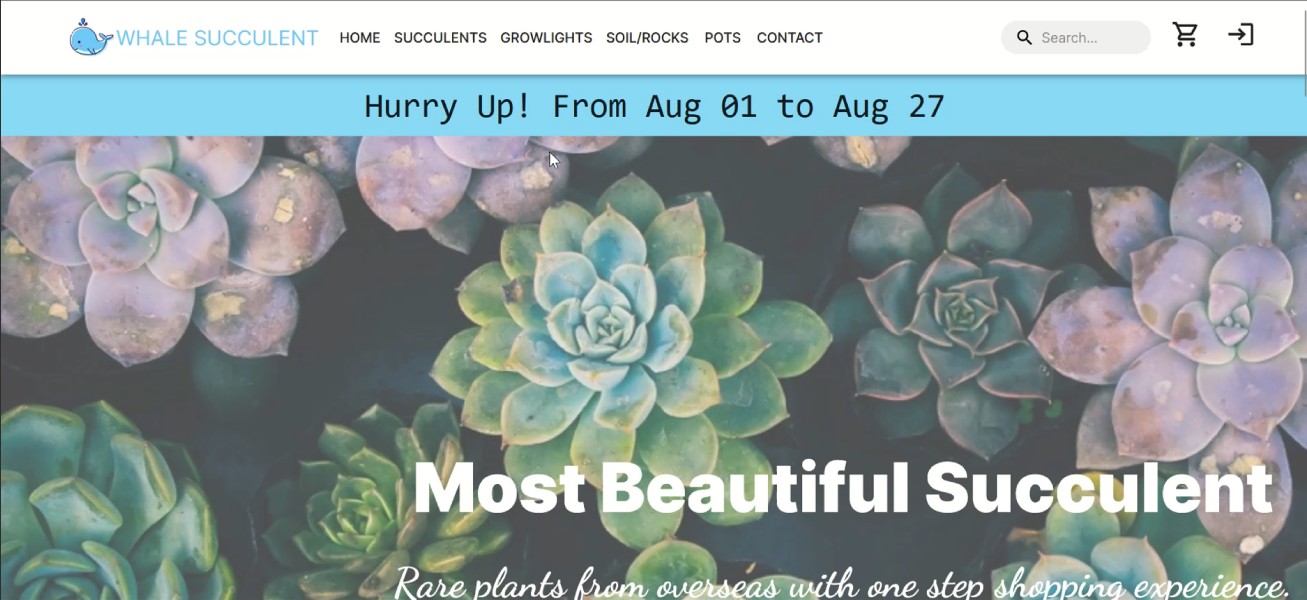 WHALE SUCCULENT HOME SUCCULENTS GROWLIGHTS SOIL/ROCKS POTS CONTACT Search...
Hurry Up! From Aug 01 to Aug 27
Most Beautiful Succulent
Rare plants from overseas with one step shopping experience.